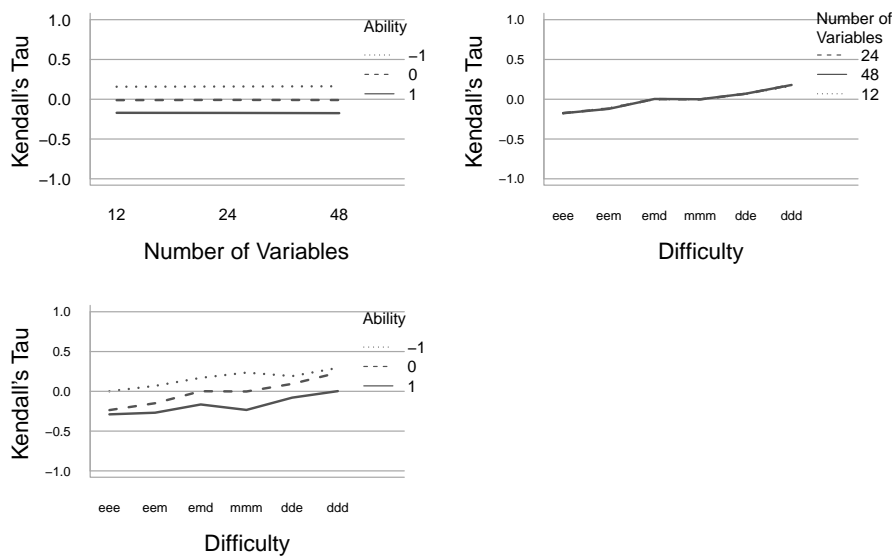 1.0
0.5
0.0
−0.5
−1.0
Kendall's Tau
Ability
−1
0
1
12 24 48
Number of Variables
1.0
0.5
0.0
−0.5
−1.0
Kendall's Tau
Number of
Variables
24
48
12
eee eem emd mmm dde ddd
Difficulty
1.0
0.5
0.0
−0.5
−1.0
Kendall's Tau
Ability
−1
0
1
eee eem emd mmm dde ddd
Difficulty